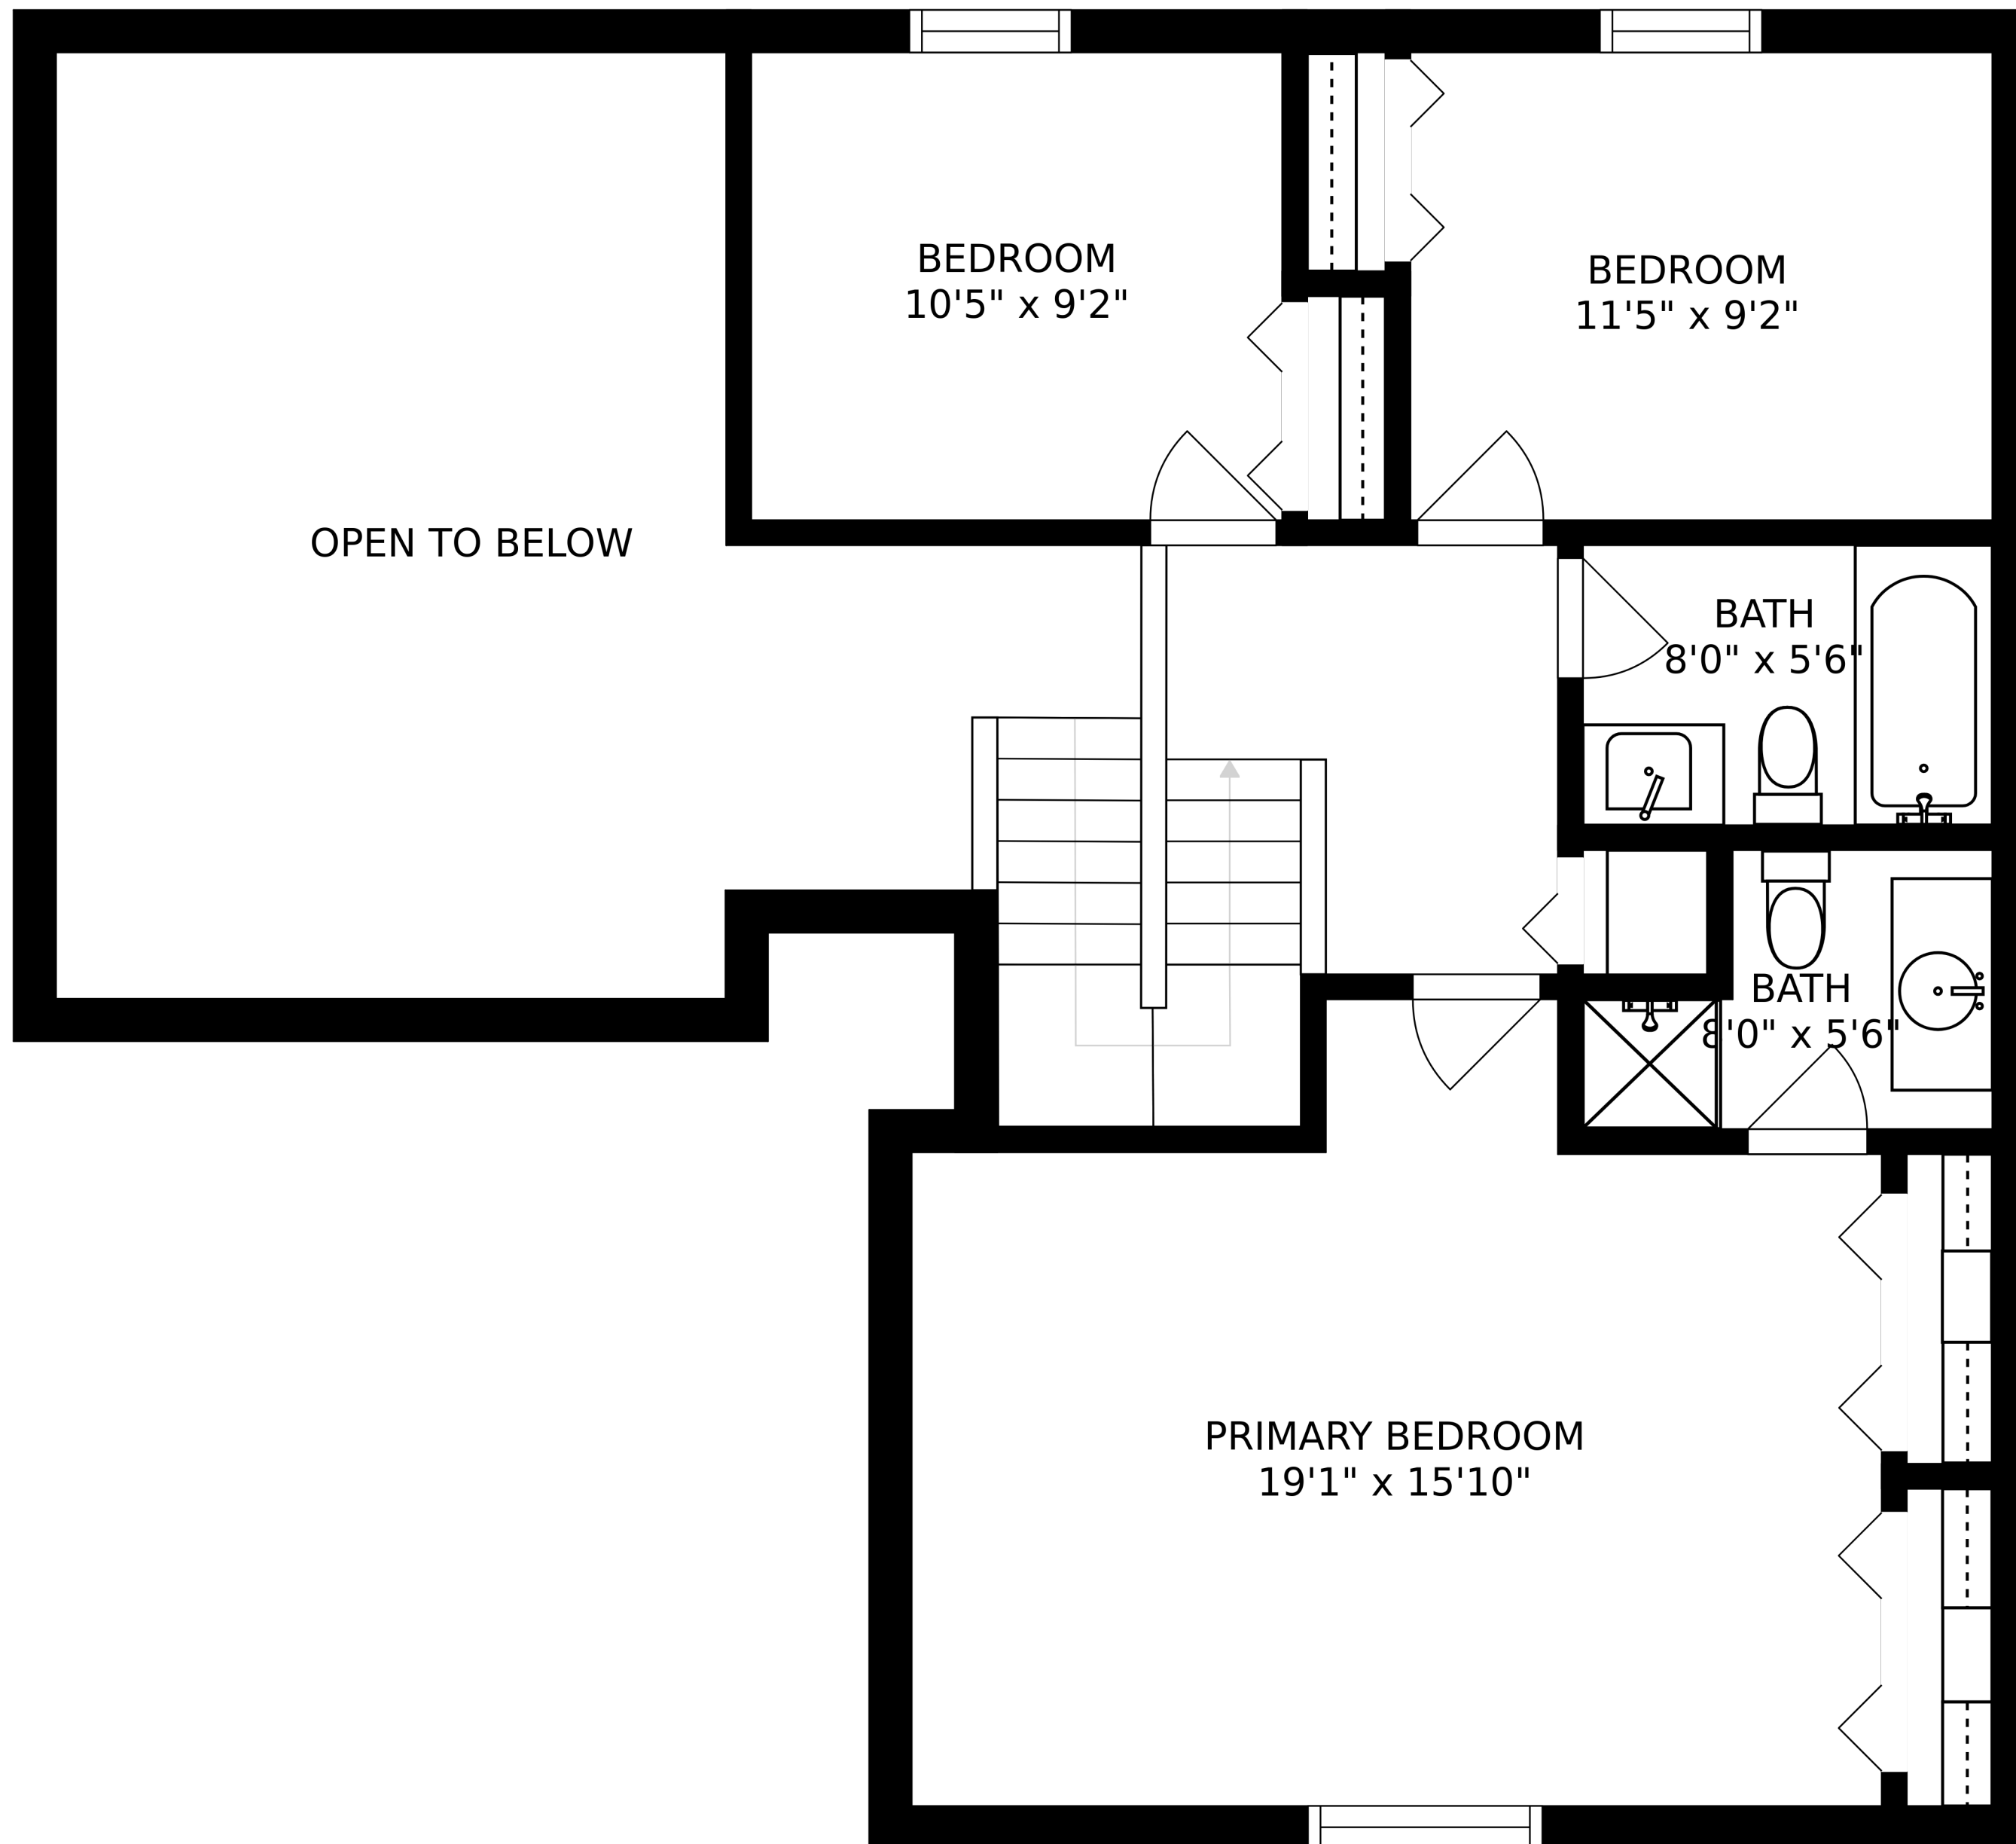 BEDROOM
10'5" x 9'2"
BEDROOM
11'5" x 9'2"
OPEN TO BELOW
BATH
8'0" x 5'6"
BATH
8'0" x 5'6"
PRIMARY BEDROOM
19'1" x 15'10"